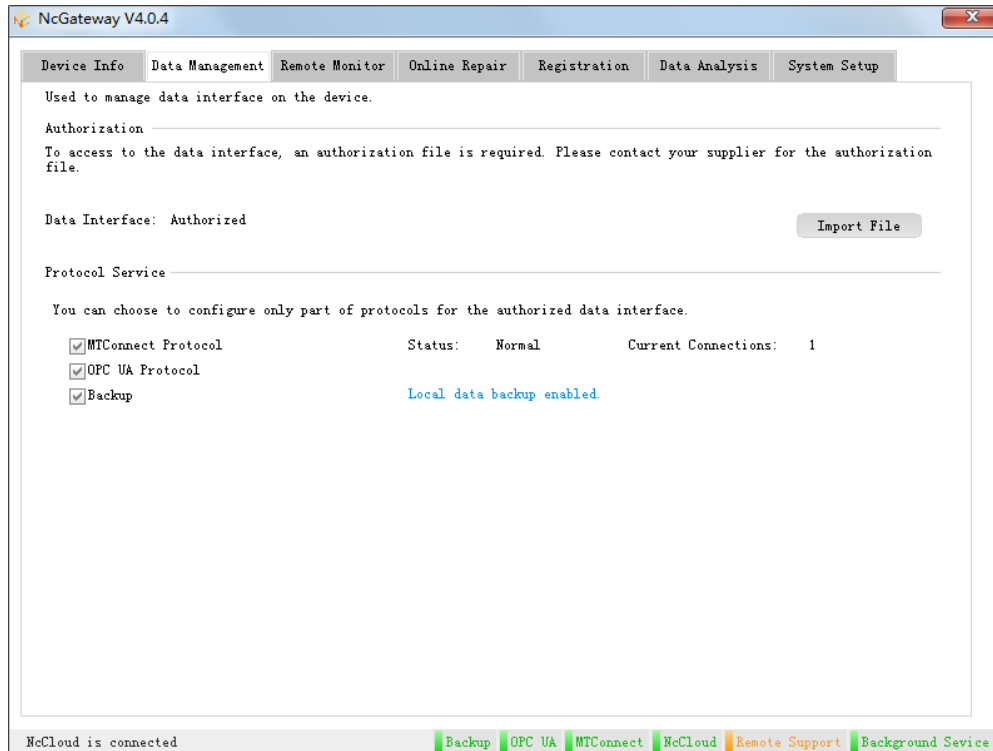 NcGateway V4.0.4
Device Info Data Management Remote Monitor Online Repair Registration Data Analysis System Setup
Used to manage data interface on the device.
Authorization
To access to the data interface, an authorization file is required. Please contact your supplier for the authorization
file.
Data Interface: Authorized
Import File
Protocol Service
You can choose to configure only part of protocols for the authorized data interface.
MTConnect Protocol Status: Normal Current Connections: 1
OPC UA Protocol
Backup Local data backup enabled.
NcCloud is connected Backup OPC UA MTConnect NcCloud Remote Support Background Sevice